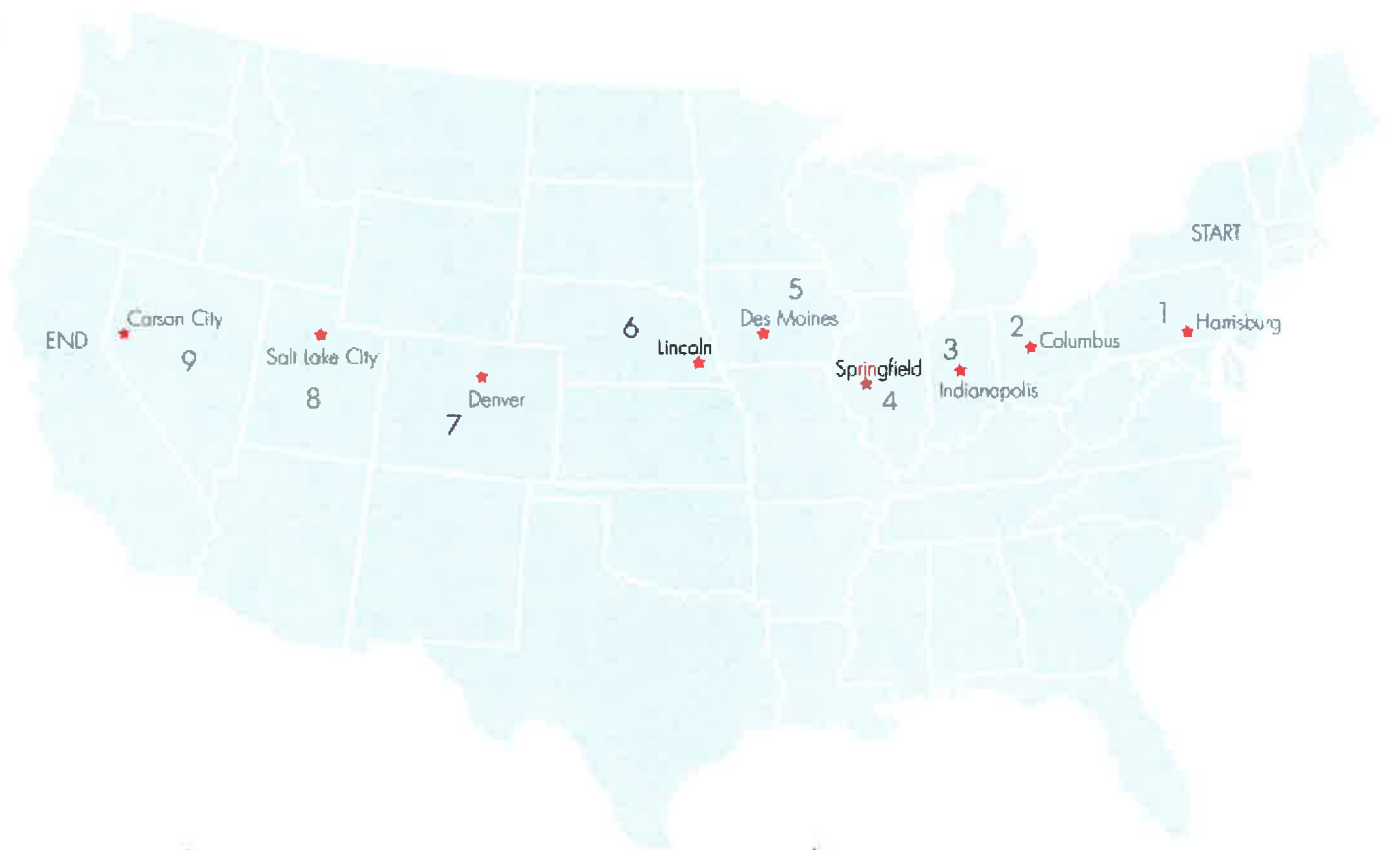 START
1
Harrisburg
2
Columbus
3
Indianapolis
Springfield
4
5
Des Moines
6
Lincoln
Denver
7
Salt Lake City
8
Carson City
9
END